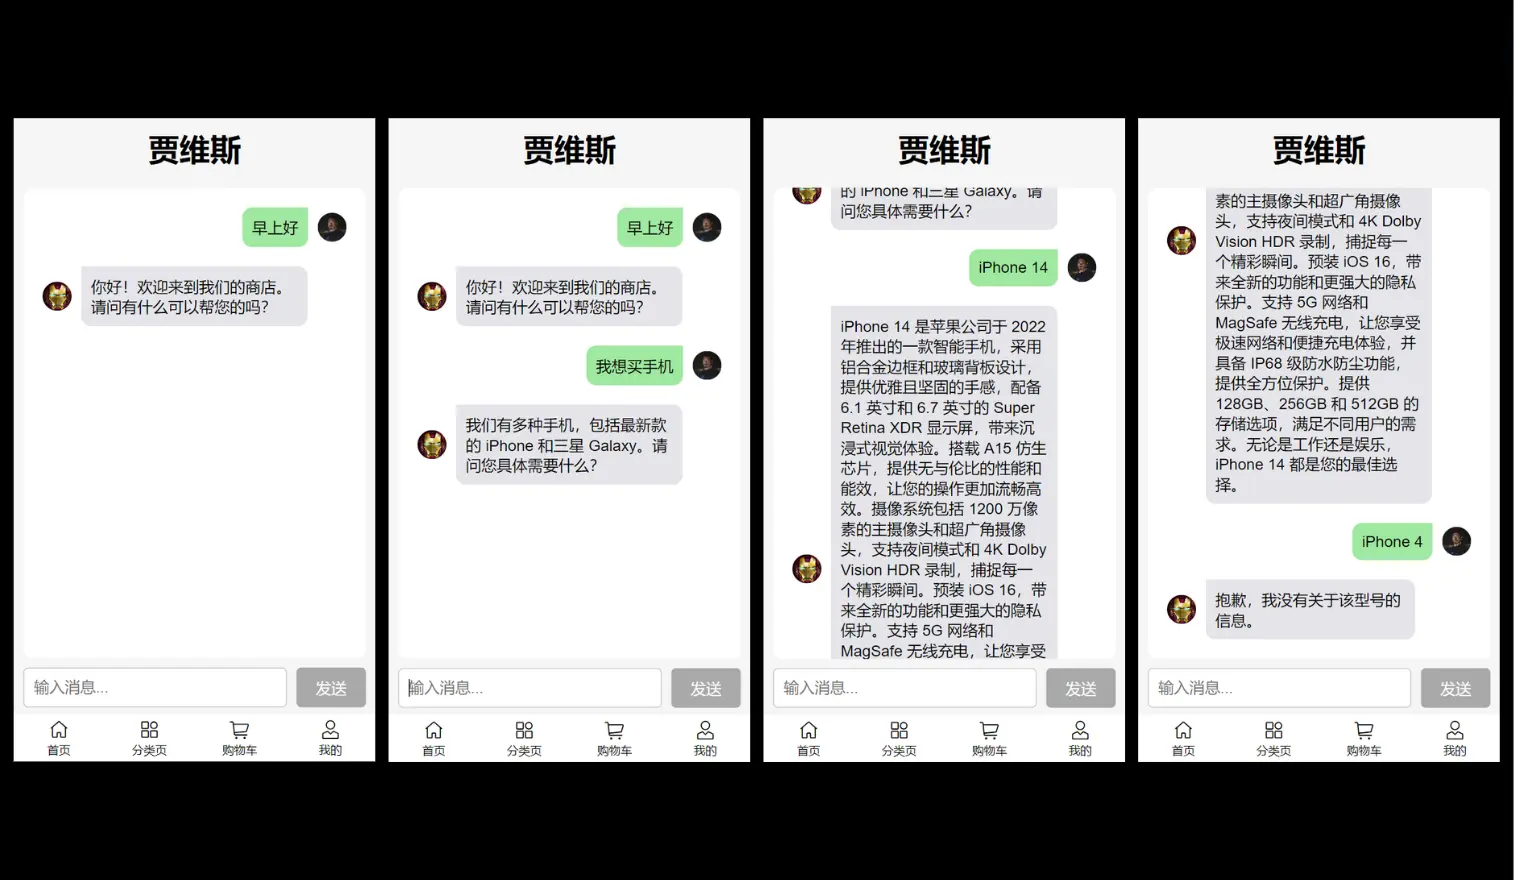 贾维斯
早上好
你好！欢迎来到我们的商店。
请问有什么可以帮您的吗？
输入消息...
发送
首页
分类页
购物车
我的
贾维斯
早上好
你好！欢迎来到我们的商店。
请问有什么可以帮您的吗？
我想买手机
我们有多种手机，包括最新款
的 iPhone 和三星 Galaxy。请
问您具体需要什么？
输入消息...
发送
首页
分类页
购物车
我的
贾维斯
的 iPhone 和三星 Galaxy。请
问您具体需要什么？
iPhone 14
iPhone 14 是苹果公司于 2022
年推出的一款智能手机，采用
铝合金边框和玻璃背板设计，
提供优雅且坚固的手感，配备
6.1 英寸和 6.7 英寸的 Super
Retina XDR 显示屏，带来沉
浸式视觉体验。搭载 A15 仿生
芯片，提供无与伦比的性能和
能效，让您的操作更加流畅高
效。摄像系统包括 1200 万像
素的主摄像头和超广角摄像
头，支持夜间模式和 4K Dolby
Vision HDR 录制，捕捉每一
个精彩瞬间。预装 iOS 16，带
来全新的功能和更强大的隐私
保护。支持 5G 网络和
MagSafe 无线充电，让您享受
输入消息...
发送
首页
分类页
购物车
我的
贾维斯
素的主摄像头和超广角摄像
头，支持夜间模式和 4K Dolby
Vision HDR 录制，捕捉每一
个精彩瞬间。预装 iOS 16，带
来全新的功能和更强大的隐私
保护。支持 5G 网络和
MagSafe 无线充电，让您享受
极速网络和便捷充电体验，并
具备 IP68 级防水防尘功能，
提供全方位保护。提供
128GB、256GB 和 512GB 的
存储选项，满足不同用户的需
求。无论是工作还是娱乐，
iPhone 14 都是您的最佳选
择。
iPhone 4
抱歉，我没有关于该型号的
信息。
输入消息...
发送
首页
分类页
购物车
我的